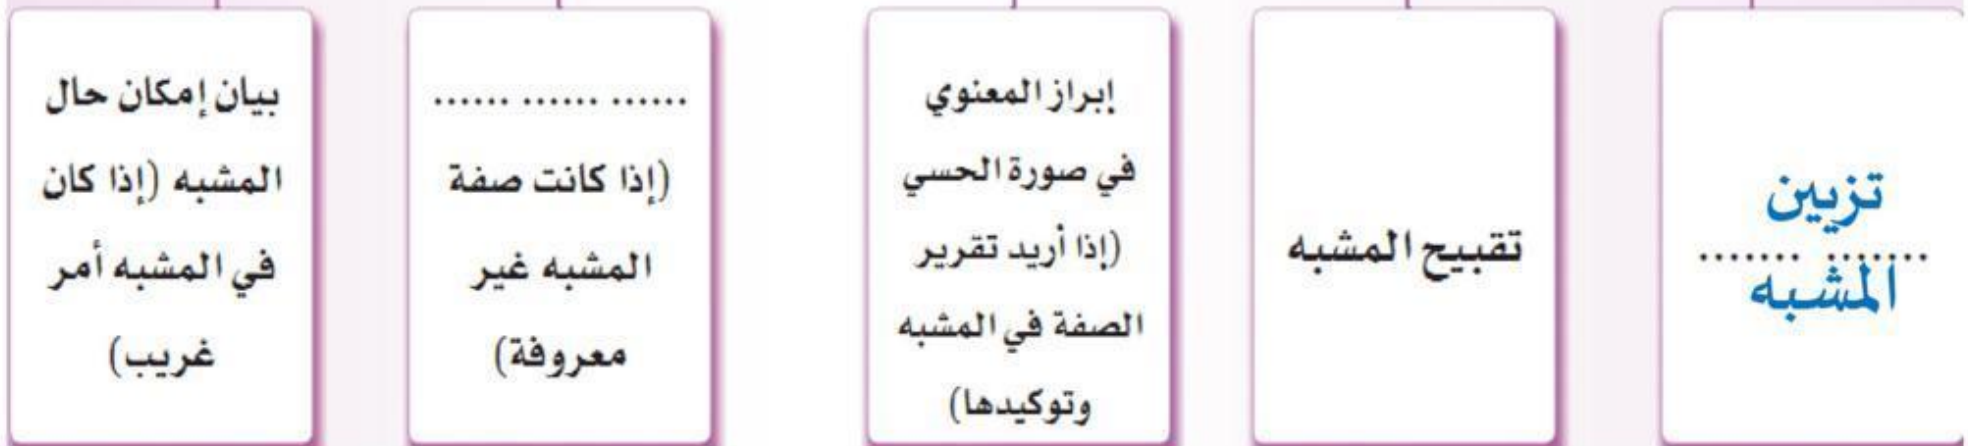 تزيين
....... .......
المشبه
تقبيح المشبه
إبراز المعنوي
في صورة الحسي
(إذا أريد تقرير
الصفة في المشبه
وتوكيدها)
...... ...... ......
(إذا كانت صفة
المشبه غير
معروفة)
بيان إمكان حال
المشبه (إذا كان
في المشبه أمر
غريب)